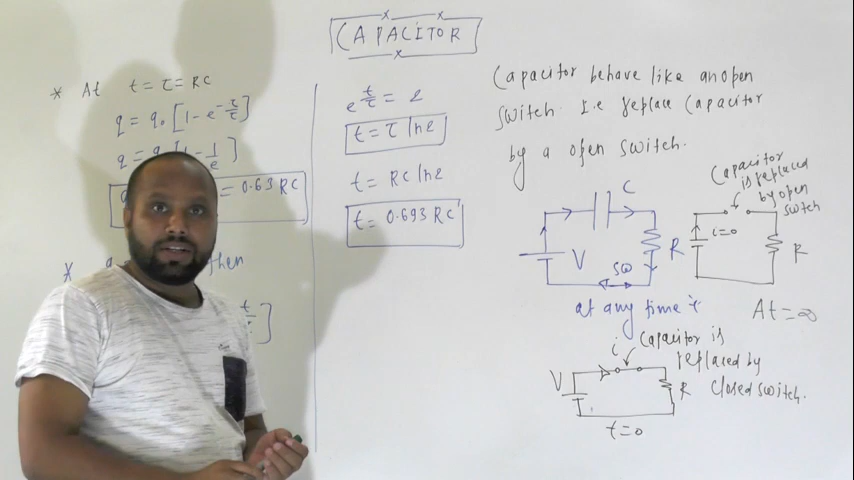 CAPACITOR
* At t = τ = RC
q = q₀ [1 - e^-τ/τ]
q = q₀ [1 - 1/e]
= 0.63 RC
*
then
e^t/τ = 2
t = τ ln2
t = RC ln2
t = 0.693 RC
Capacitor behave like an open
switch. I.e replace Capacitor
by a open switch.
C
V
R
SW
at any time t
Capacitor
is replaced
by open
switch
i=0
R
At = ∞
i
Capacitor is
replaced by
closed switch.
V
R
t=0